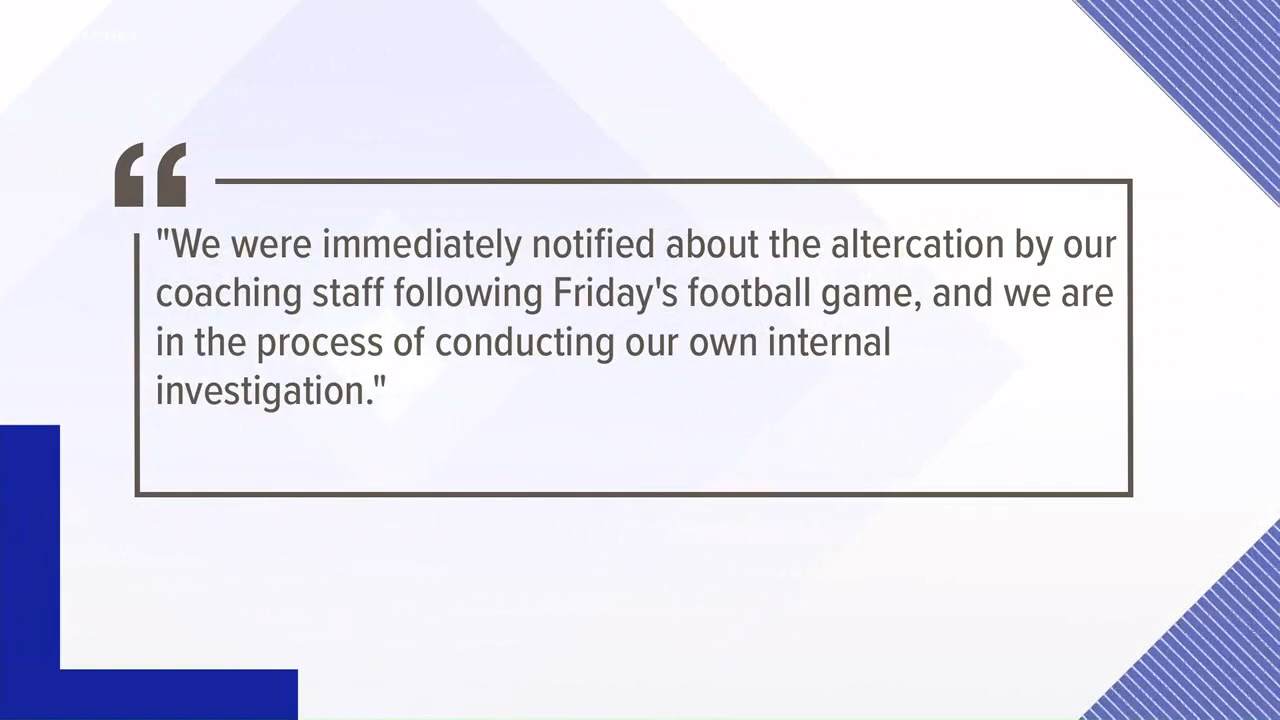 "We were immediately notified about the altercation by our
coaching staff following Friday's football game, and we are
in the process of conducting our own internal
investigation."